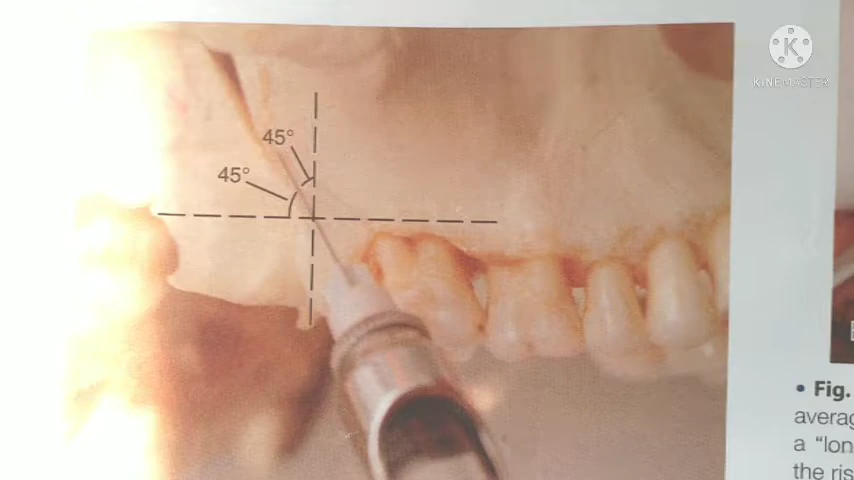 KINEMASTER
45°
45°
• Fig.
averag
a “lon
the ris